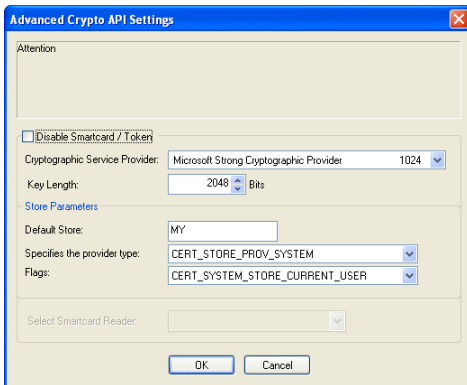 Advanced Crypto API Settings
Attention
Disable Smartcard / Token
Cryptographic Service Provider: Microsoft Strong Cryptographic Provider 1024
Key Length: 2048 Bits
Store Parameters
Default Store: MY
Specifies the provider type: CERT_STORE_PROV_SYSTEM
Flags: CERT_SYSTEM_STORE_CURRENT_USER
Select Smartcard Reader:
OK Cancel